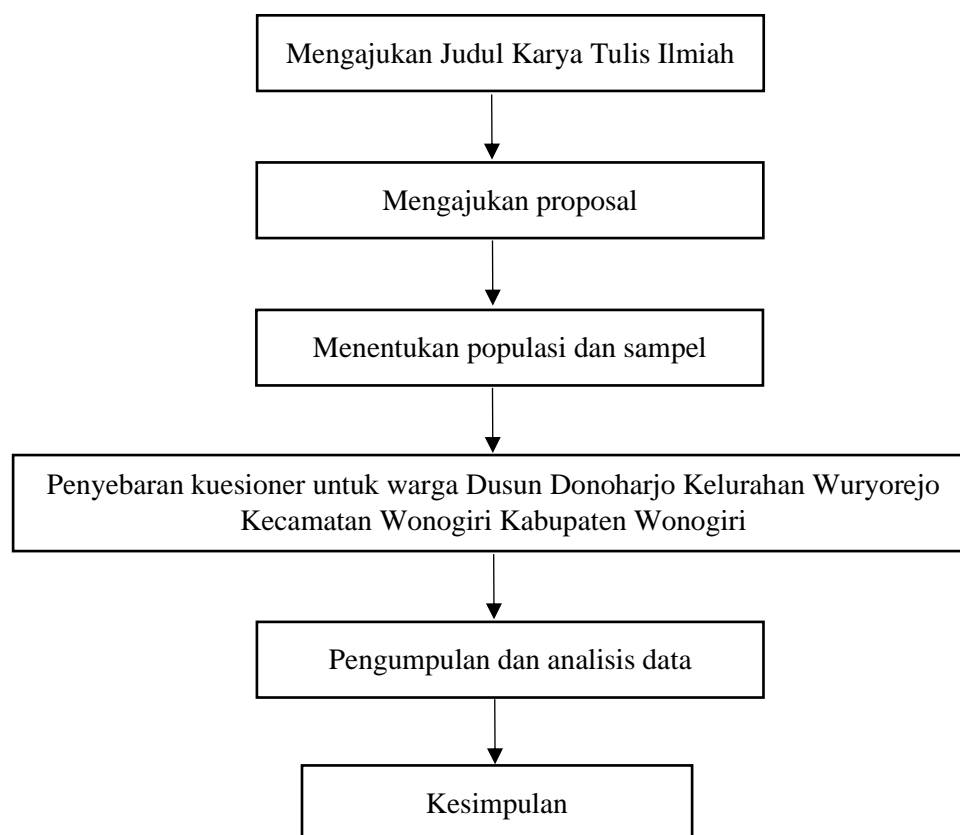 Mengajukan Judul Karya Tulis Ilmiah
Mengajukan proposal
Menentukan populasi dan sampel
Penyebaran kuesioner untuk warga Dusun Donoharjo Kelurahan Wuryorejo
Kecamatan Wonogiri Kabupaten Wonogiri
Pengumpulan dan analisis data
Kesimpulan